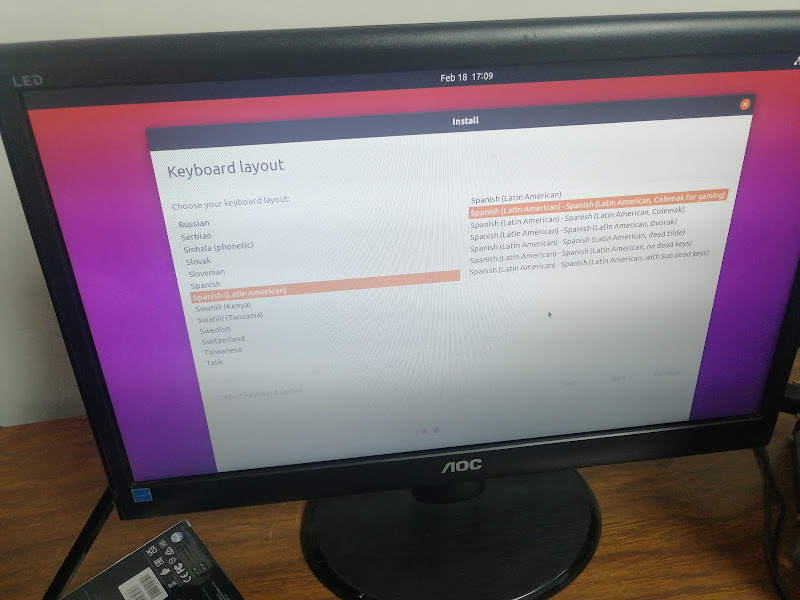 LED
Feb 18 17:09
Install
Keyboard layout
Choose your keyboard layout:
Russian
Serbian
Sinhala (phonetic)
Slovak
Slovenian
Spanish
Spanish (Latin American)
Swahili (Kenya)
Swahili (Tanzania)
Swedish
Switzerland
Taiwanese
Tajik
Spanish (Latin American)
Spanish (Latin American) - Spanish (Latin American, Colemak for gaming)
Spanish (Latin American) - Spanish (Latin American, Colemak)
Spanish (Latin American) - Spanish (Latin American, Dvorak)
Spanish (Latin American) - Spanish (Latin American, dead tilde)
Spanish (Latin American) - Spanish (Latin American, no dead keys)
Spanish (Latin American) - Spanish (Latin American, with Sun dead keys)
Detect Keyboard Layout
Quit
Back
Continue
AOC